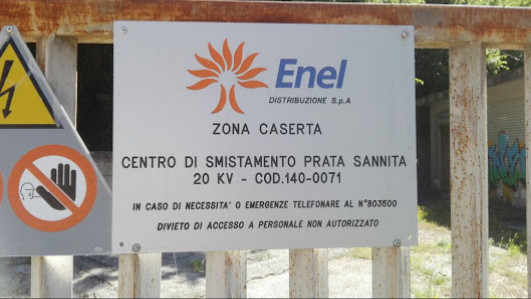 Enel
DISTRIBUZIONE S.p.A
ZONA CASERTA
CENTRO DI SMISTAMENTO PRATA SANNITA
20 KV - COD.140-0071
IN CASO DI NECESSITA' O EMERGENZE TELEFONARE AL N°803500
DIVIETO DI ACCESSO A PERSONALE NON AUTORIZZATO